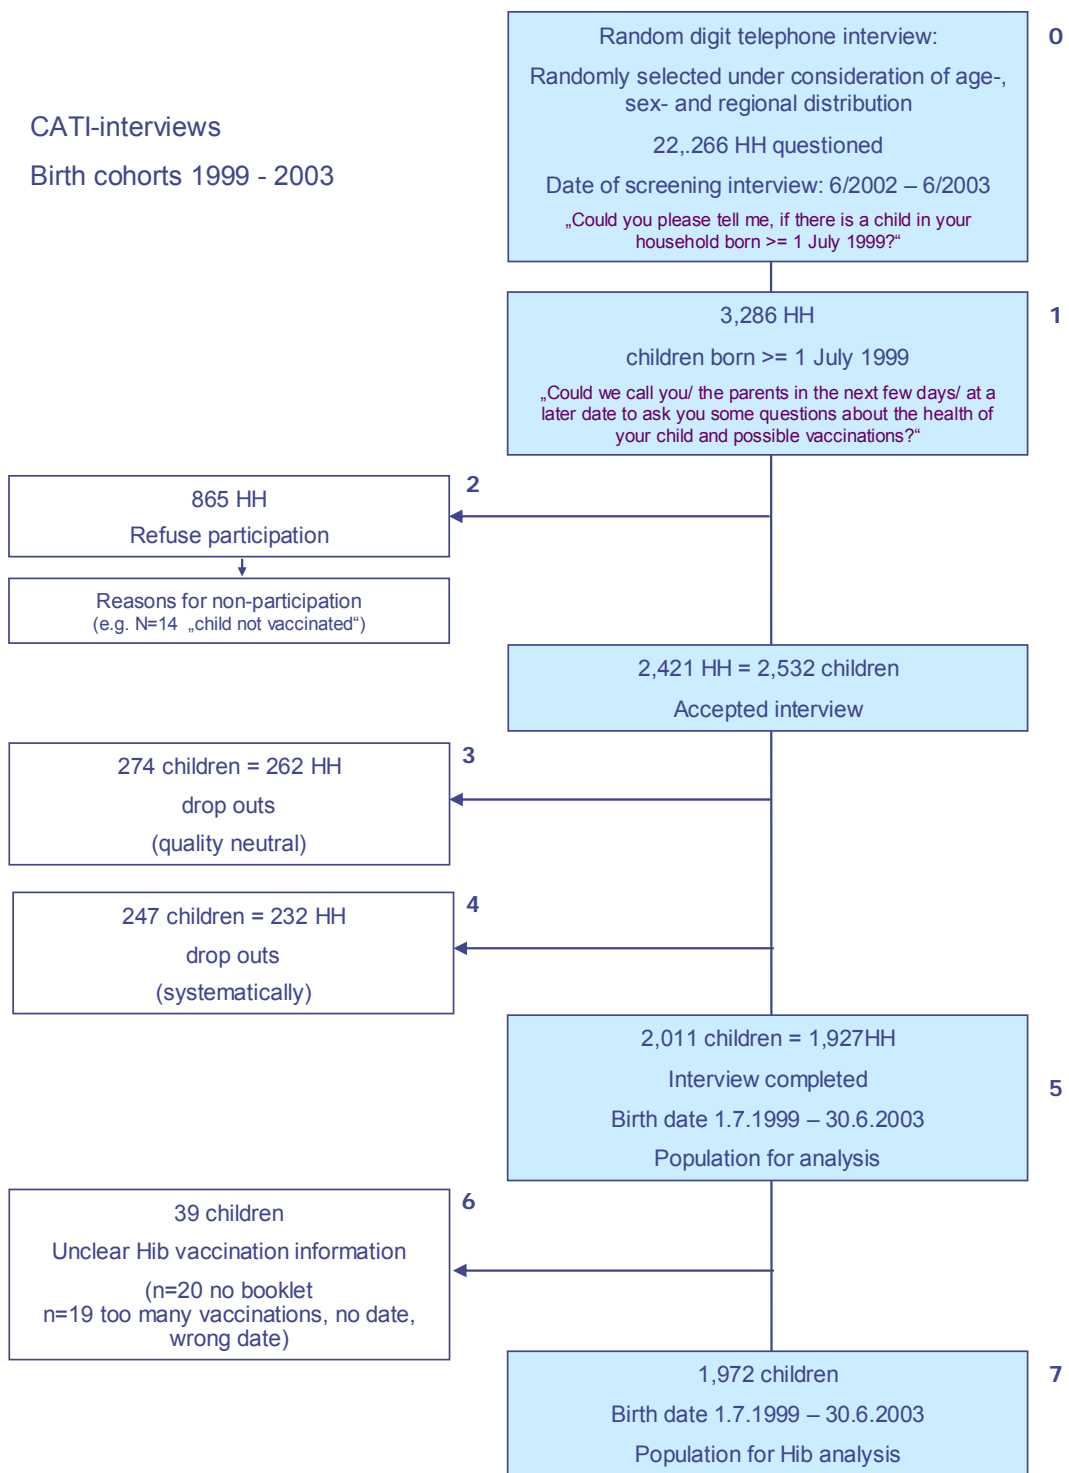 CATI-interviews
Birth cohorts 1999 - 2003
Random digit telephone interview:
Randomly selected under consideration of age-,
sex- and regional distribution
22,.266 HH questioned
Date of screening interview: 6/2002 – 6/2003
„Could you please tell me, if there is a child in your
household born >= 1 July 1999?“
0
3,286 HH
children born >= 1 July 1999
„Could we call you/ the parents in the next few days/ at a
later date to ask you some questions about the health of
your child and possible vaccinations?“
1
865 HH
Refuse participation
2
Reasons for non-participation
(e.g. N=14 „child not vaccinated“)
2,421 HH = 2,532 children
Accepted interview
274 children = 262 HH
drop outs
(quality neutral)
3
247 children = 232 HH
drop outs
(systematically)
4
2,011 children = 1,927HH
Interview completed
Birth date 1.7.1999 – 30.6.2003
Population for analysis
5
39 children
Unclear Hib vaccination information
(n=20 no booklet
n=19 too many vaccinations, no date,
wrong date)
6
1,972 children
Birth date 1.7.1999 – 30.6.2003
Population for Hib analysis
7